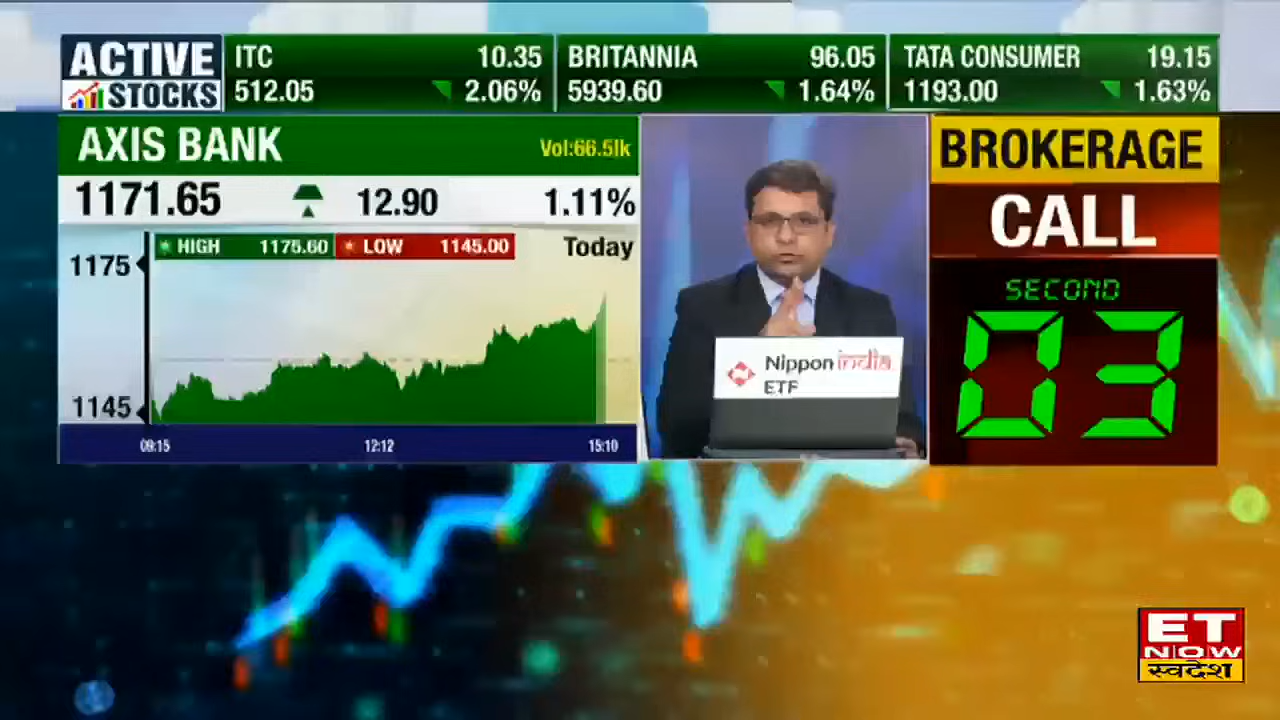 ACTIVE
STOCKS
ITC 10.35
512.05 2.06%
BRITANNIA 96.05
5939.60 1.64%
TATA CONSUMER 19.15
1193.00 1.63%
AXIS BANK Vol:66.5lk
1171.65 12.90 1.11%
HIGH 1175.60 LOW 1145.00 Today
1175
1145
09:15 12:12 15:10
Nipponindia
ETF
BROKERAGE
CALL
SECOND
03
ET
NOW
स्वदेश